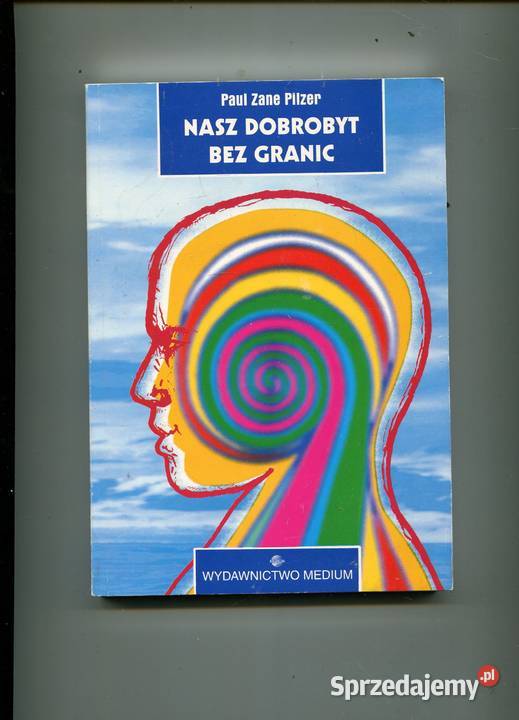 Paul Zane Pilzer
NASZ DOBROBYT
BEZ GRANIC
WYDAWNICTWO MEDIUM
Sprzedajemy.pl